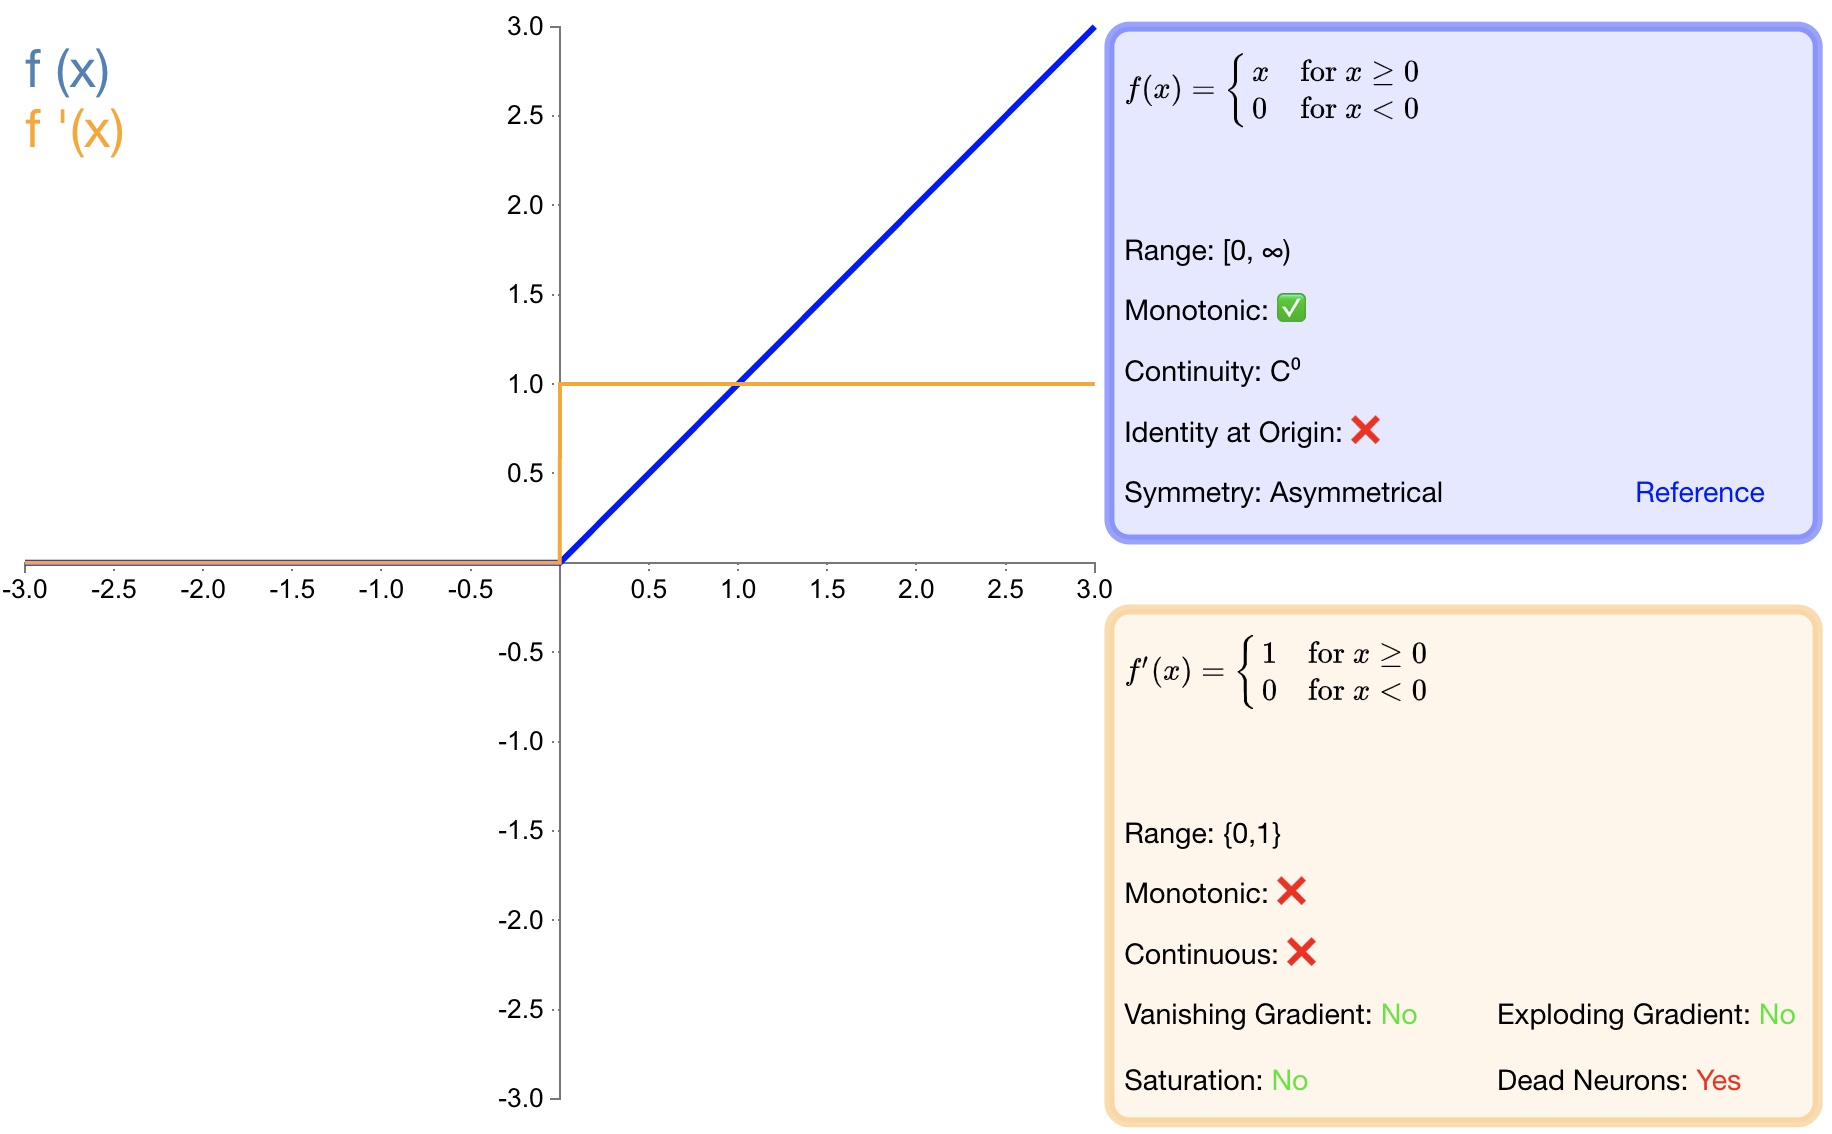 f (x)
f '(x)
3.0
2.5
2.0
1.5
1.0
0.5
-3.0 -2.5 -2.0 -1.5 -1.0 -0.5 0.5 1.0 1.5 2.0 2.5 3.0
-0.5
-1.0
-1.5
-2.0
-2.5
-3.0
f(x) = { x for x ≥ 0
0 for x < 0
Range: [0, ∞)
Monotonic: ✅
Continuity: C⁰
Identity at Origin: ❌
Symmetry: Asymmetrical Reference
f′(x) = { 1 for x ≥ 0
0 for x < 0
Range: {0,1}
Monotonic: ❌
Continuous: ❌
Vanishing Gradient: No Exploding Gradient: No
Saturation: No Dead Neurons: Yes